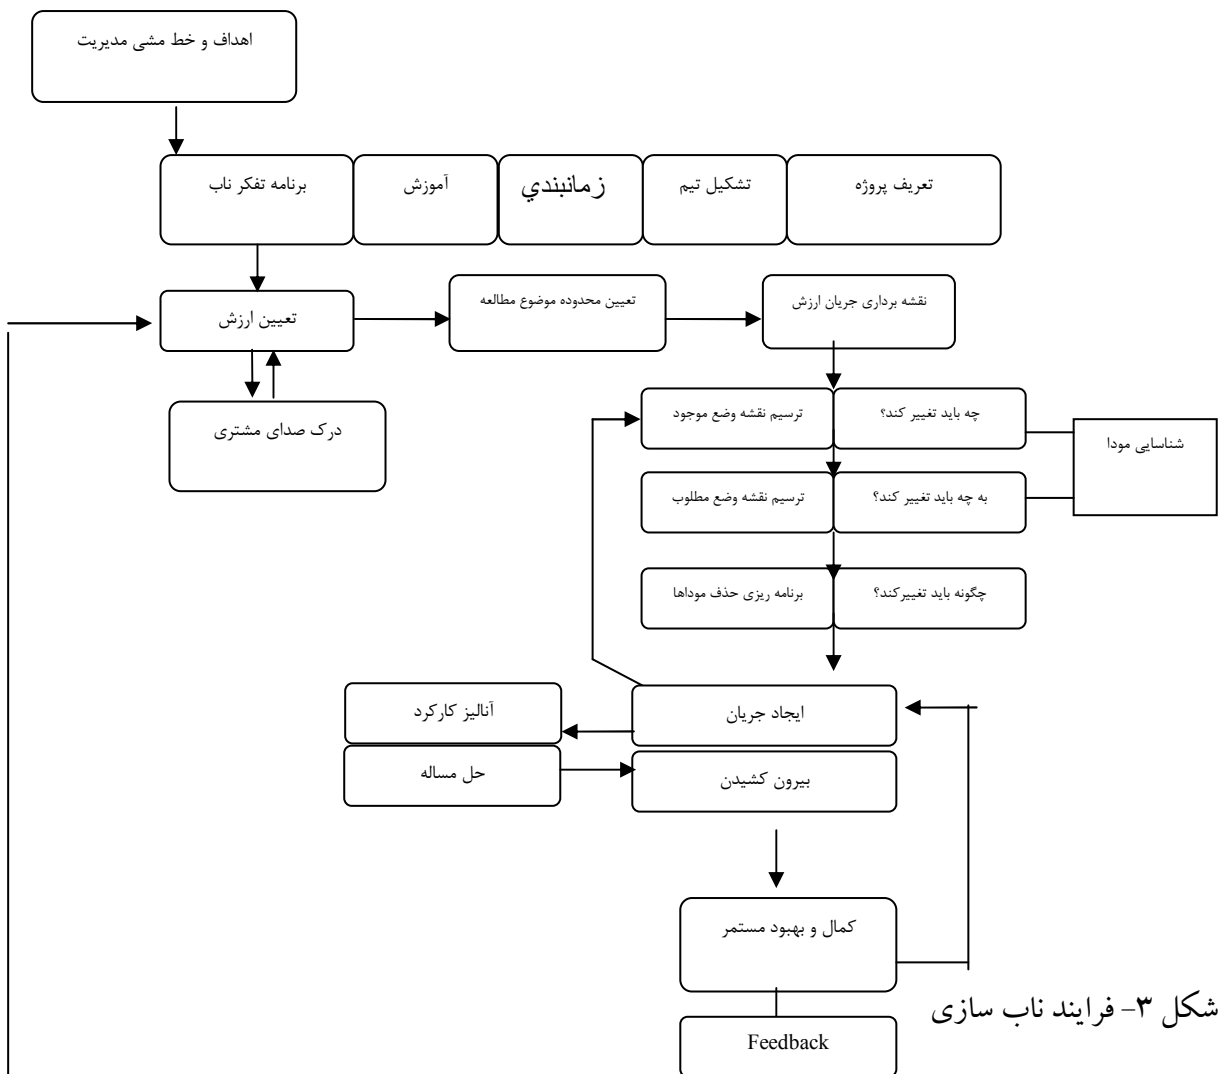 اهداف و خط مشی مدیریت
تعریف پروژه
تشکیل تیم
زمانبندي
آموزش
برنامه تفکر ناب
نقشه برداری جریان ارزش
تعیین محدوده موضوع مطالعه
تعیین ارزش
درک صدای مشتری
چه باید تغییر کند؟
ترسیم نقشه وضع موجود
شناسایی مودا
به چه باید تغییر کند؟
ترسیم نقشه وضع مطلوب
چگونه باید تغییرکند؟
برنامه ریزی حذف موداها
ایجاد جریان
آنالیز کارکرد
بیرون کشیدن
حل مساله
کمال و بهبود مستمر
شکل ۳- فرایند ناب سازی
Feedback